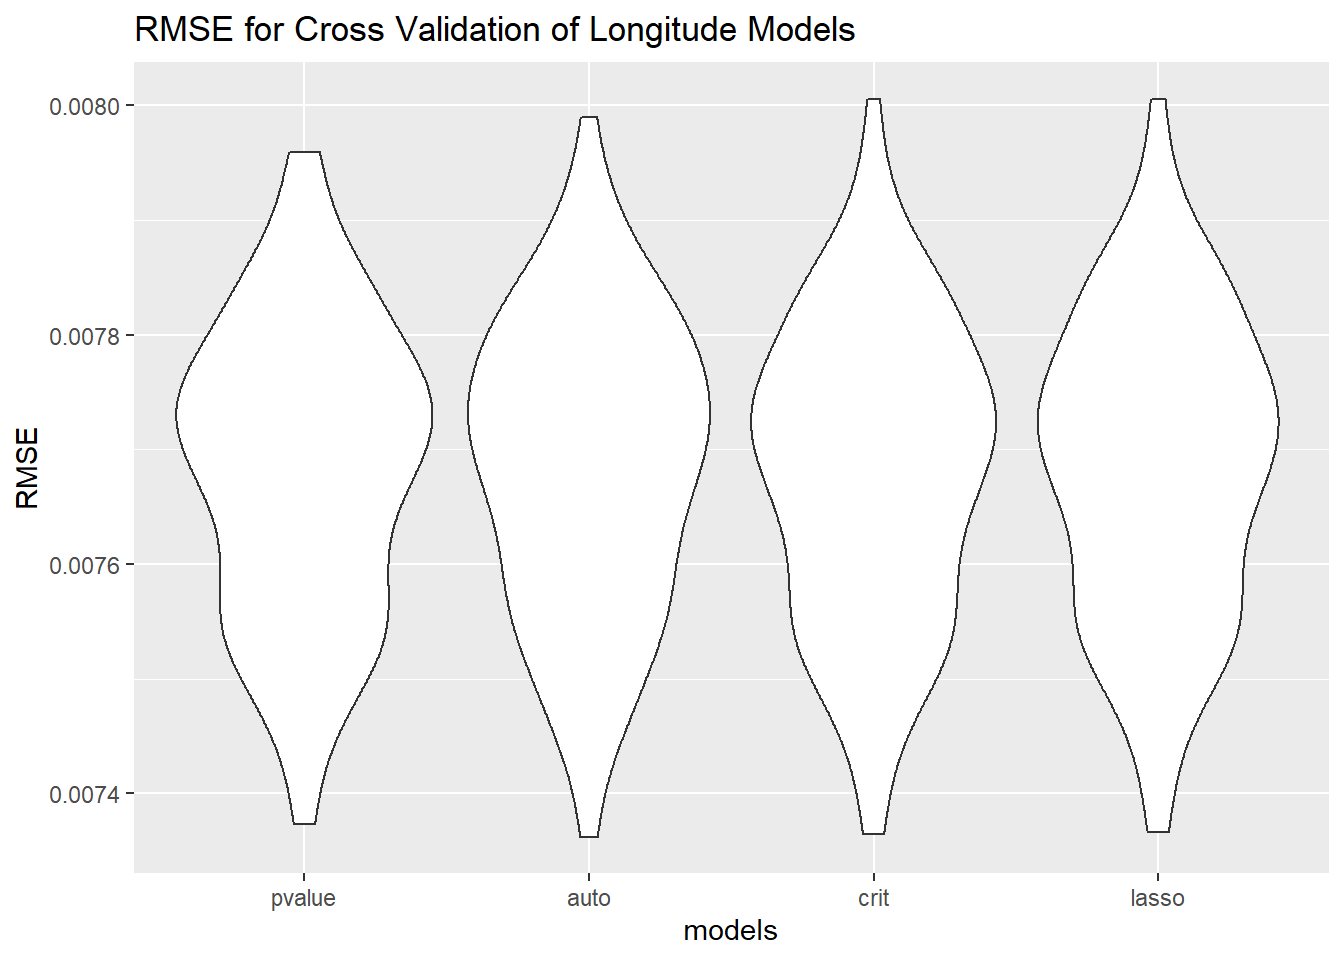 RMSE for Cross Validation of Longitude Models
0.0080
0.0078
0.0076
0.0074
RMSE
pvalue auto crit lasso
models